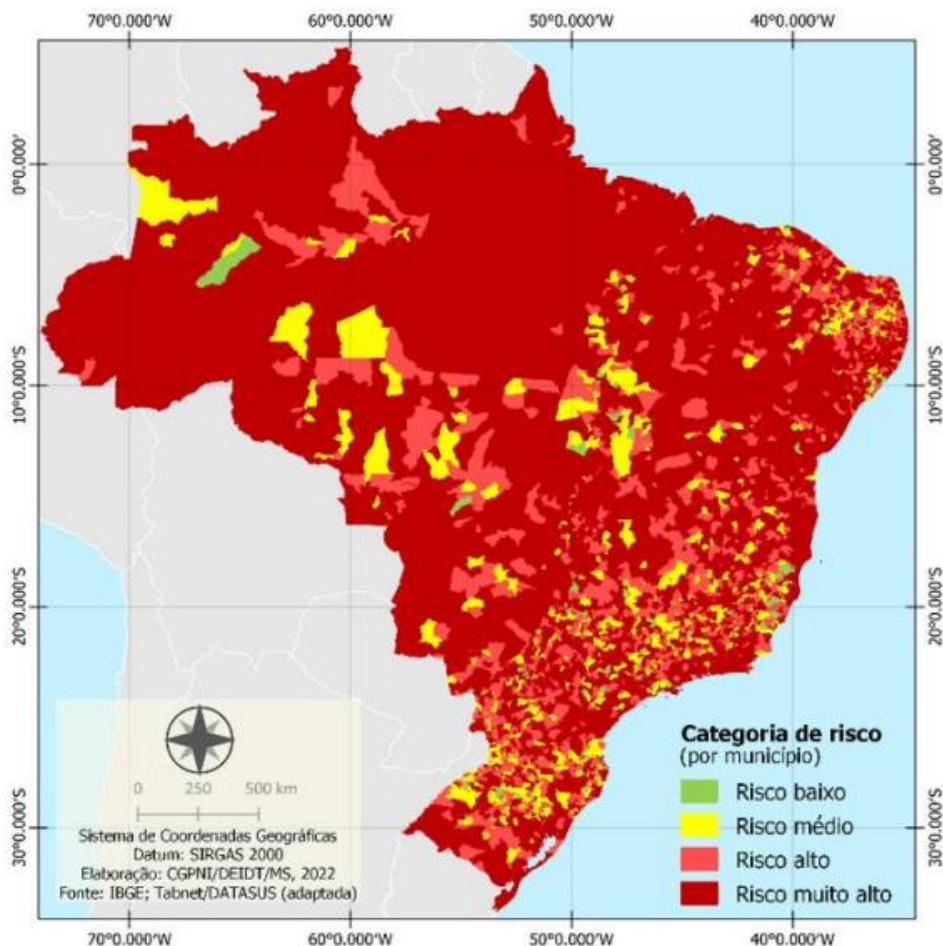 70°0.000'W 60°0.000'W 50°0.000'W 40°0.000'W
0°0.000' 0°0.000'
10°0.000'S 10°0.000'S
20°0.000'S 20°0.000'S
30°0.000'S 30°0.000'S
0 250 500 km
Sistema de Coordenadas Geográficas
Datum: SIRGAS 2000
Elaboração: CGPNI/DEIDT/MS, 2022
Fonte: IBGE; Tabnet/DATASUS (adaptada)
Categoria de risco
(por município)
Risco baixo
Risco médio
Risco alto
Risco muito alto
70°0.000'W 60°0.000'W 50°0.000'W 40°0.000'W